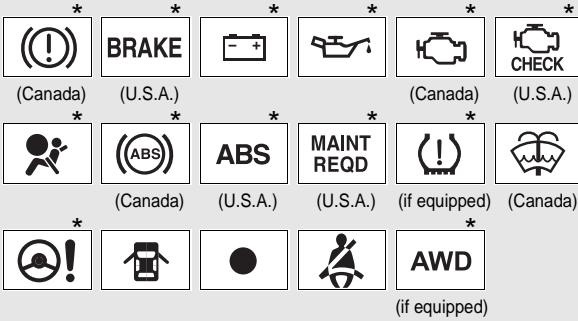 * * * * * *
BRAKE
- +
CHECK
(Canada) (U.S.A.) (Canada) (U.S.A.)
* * * * *
ABS ABS MAINT
REQD !
(Canada) (U.S.A.) (U.S.A.) (if equipped) (Canada)
* *
! AWD
(if equipped)